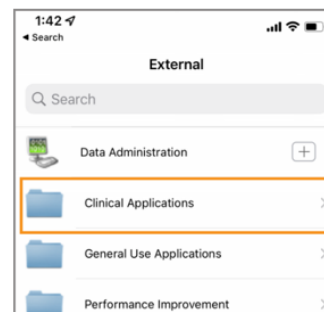 1:42
Search
External
Search
Data Administration
Clinical Applications
General Use Applications
Performance Improvement